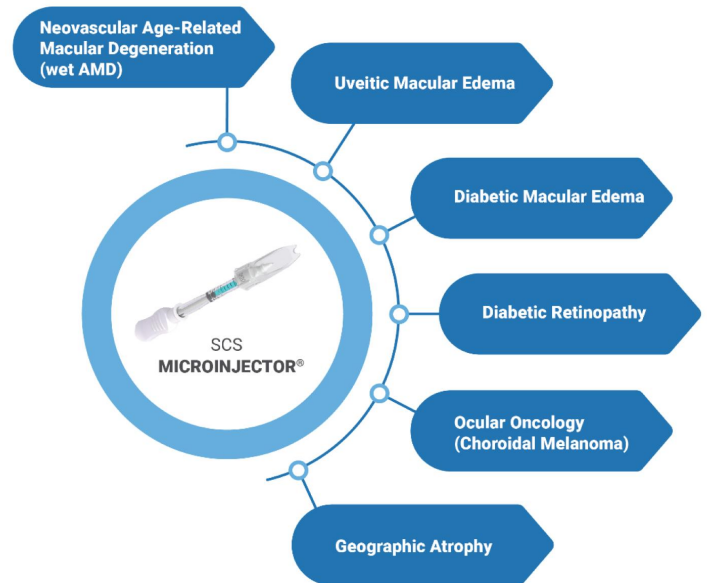 Neovascular Age-Related
Macular Degeneration
(wet AMD)
Uveitic Macular Edema
Diabetic Macular Edema
Diabetic Retinopathy
Ocular Oncology
(Choroidal Melanoma)
Geographic Atrophy
SCS
MICROINJECTOR®